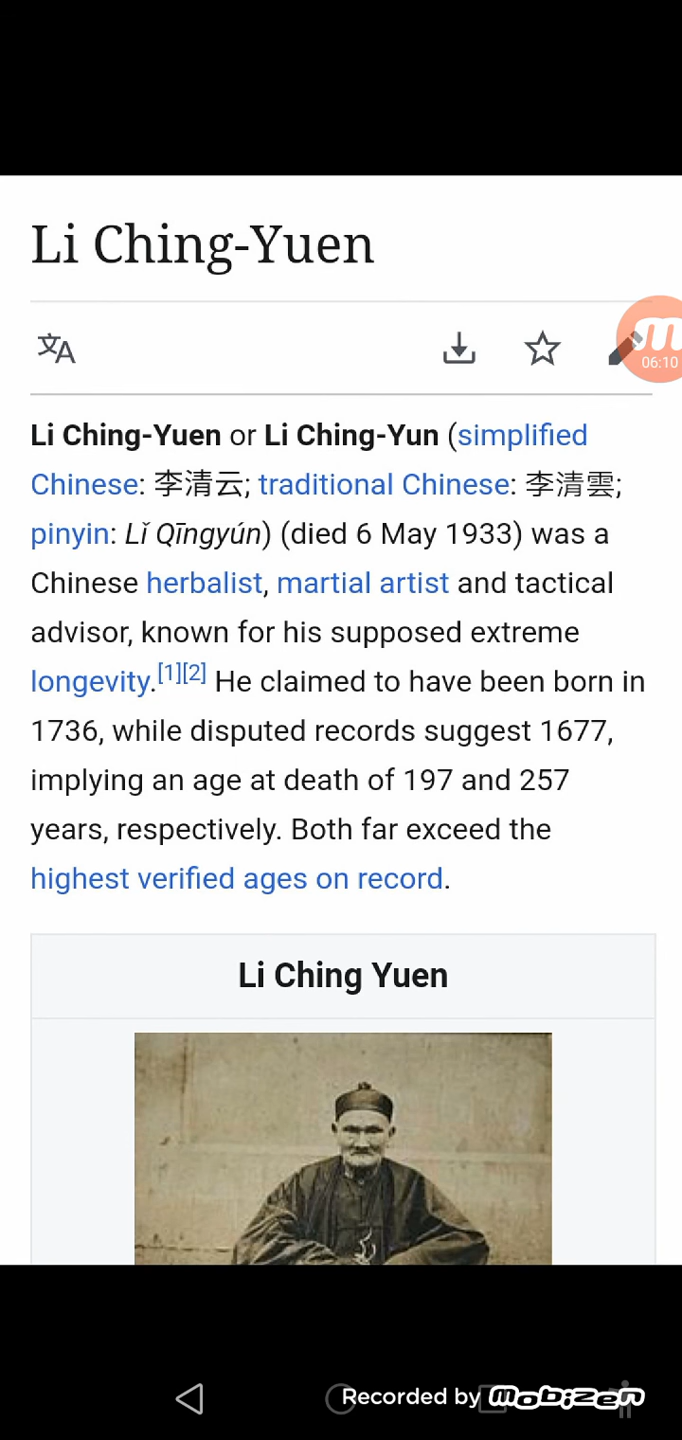 Li Ching-Yuen
文A
06:10
Li Ching-Yuen or Li Ching-Yun (simplified
Chinese: 李清云; traditional Chinese: 李清雲;
pinyin: Lǐ Qīngyún) (died 6 May 1933) was a
Chinese herbalist, martial artist and tactical
advisor, known for his supposed extreme
longevity.[1][2] He claimed to have been born in
1736, while disputed records suggest 1677,
implying an age at death of 197 and 257
years, respectively. Both far exceed the
highest verified ages on record.
Li Ching Yuen
Recorded by Mobizen